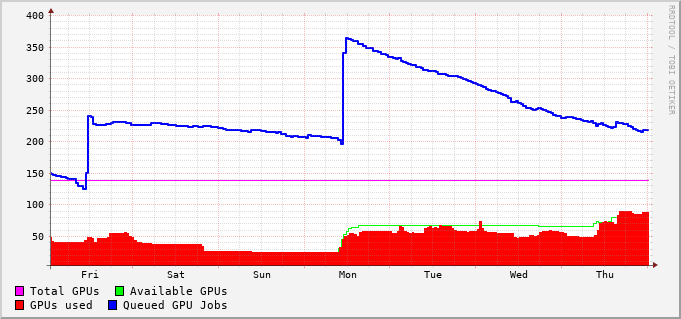 400
350
300
250
200
150
100
50
Fri Sat Sun Mon Tue Wed Thu
Total GPUs Available GPUs
GPUs used Queued GPU Jobs
RRDTOOL / TOBI OETIKER